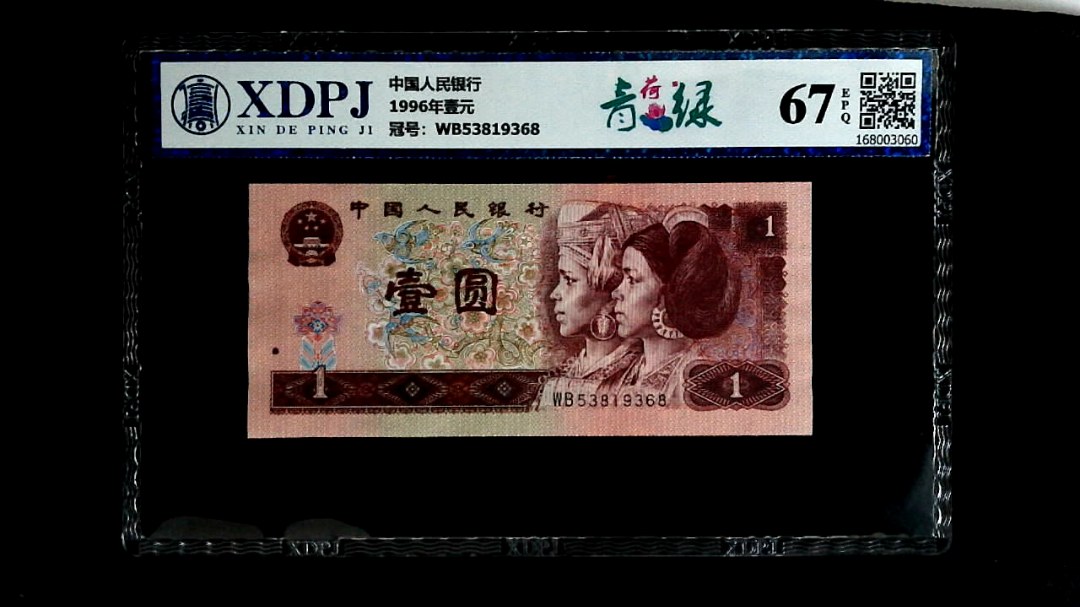 XDPJ
XIN DE PING JI
中国人民银行
1996年壹元
冠号：WB53819368
青荷绿
67
EPQ
168003060
中国人民银行
1
壹圆
1
WB53819368
1
XDPJ XDPJ XDPJ